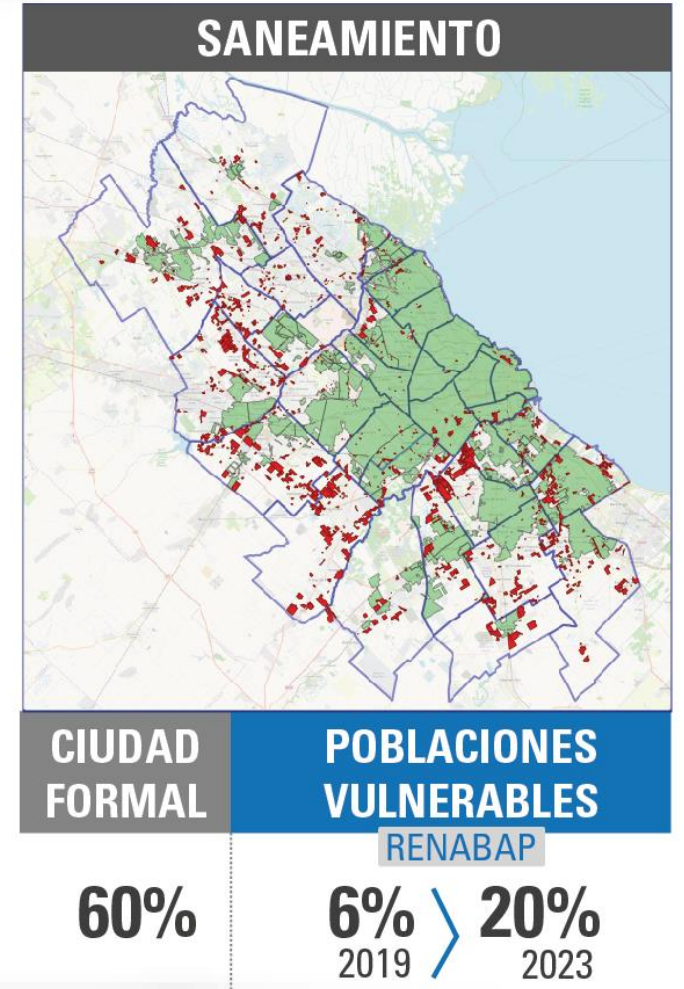 SANEAMIENTO
CIUDAD
FORMAL
POBLACIONES
VULNERABLES
RENABAP
60%
6%
2019
20%
2023